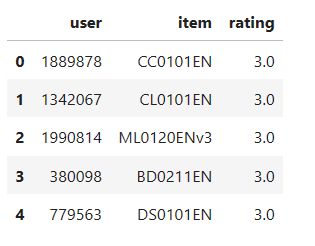 user item rating
0 1889878 CC0101EN 3.0
1 1342067 CL0101EN 3.0
2 1990814 ML0120ENv3 3.0
3 380098 BD0211EN 3.0
4 779563 DS0101EN 3.0